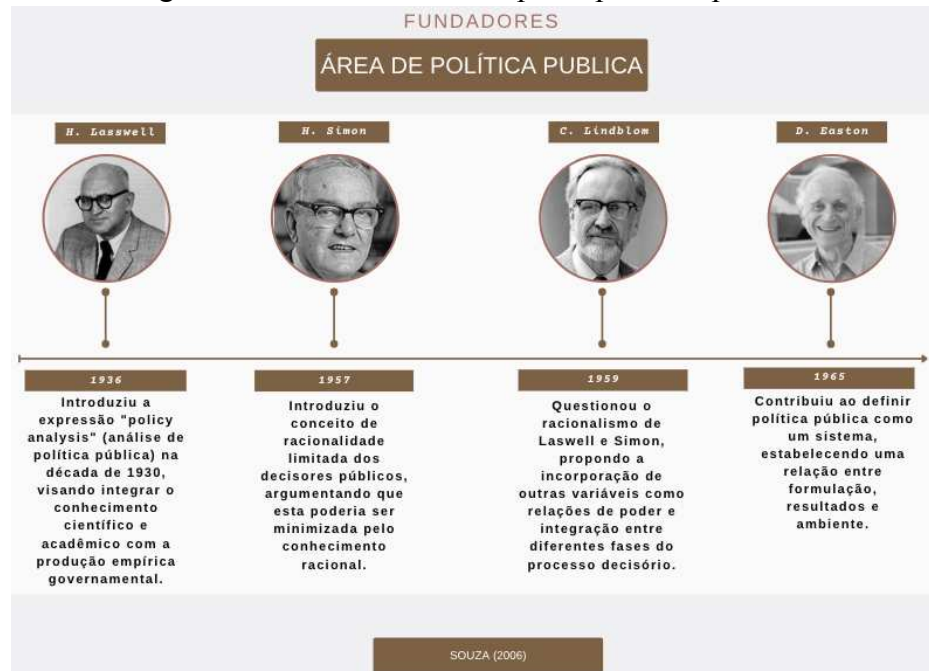 FUNDADORES
ÁREA DE POLÍTICA PUBLICA
H. Lasswell
H. Simon
C. Lindblom
D. Easton
1936
Introduziu a
expressão "policy
analysis" (análise de
política pública) na
década de 1930,
visando integrar o
conhecimento
científico e
acadêmico com a
produção empírica
governamental.
1957
Introduziu o
conceito de
racionalidade
limitada dos
decisores públicos,
argumentando que
esta poderia ser
minimizada pelo
conhecimento
racional.
1959
Questionou o
racionalismo de
Laswell e Simon,
propondo a
incorporação de
outras variáveis como
relações de poder e
integração entre
diferentes fases do
processo decisório.
1965
Contribuiu ao definir
política pública como
um sistema,
estabelecendo uma
relação entre
formulação,
resultados e
ambiente.
SOUZA (2006)